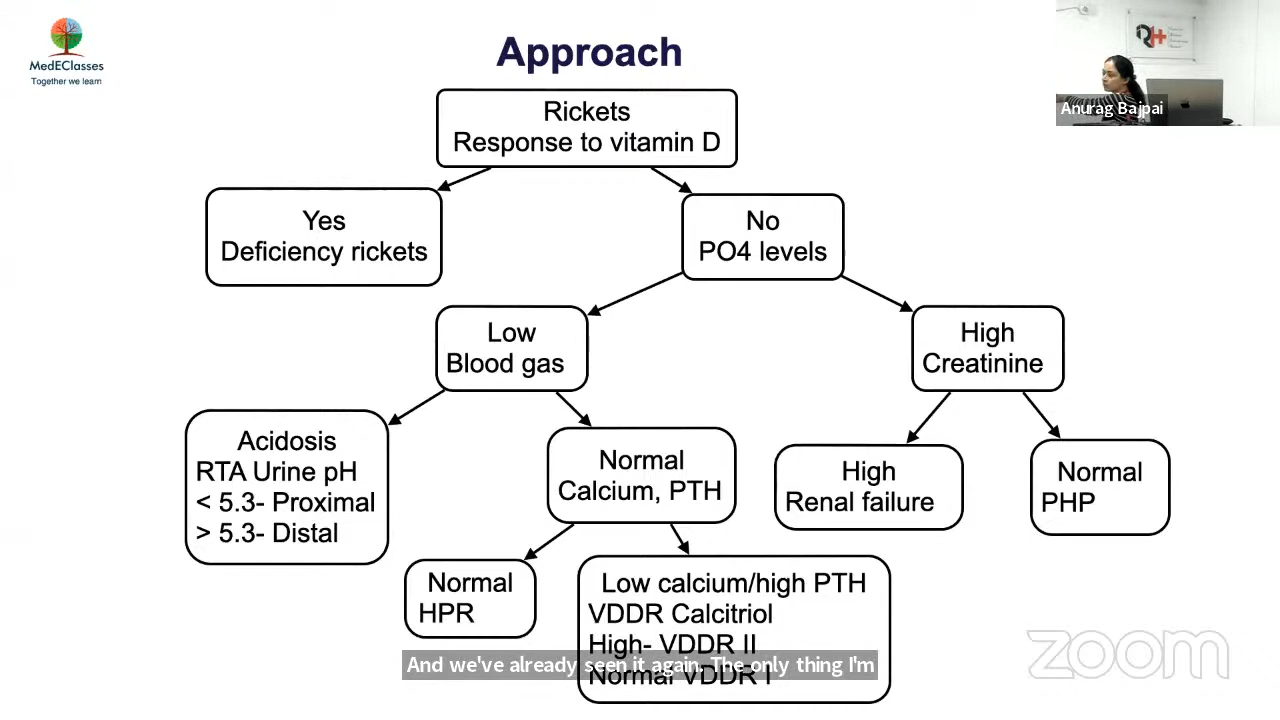 MedEClasses
Together we learn
Approach
Anurag Bajpai
Rickets
Response to vitamin D
Yes
Deficiency rickets
No
PO4 levels
Low
Blood gas
High
Creatinine
Acidosis
RTA Urine pH
< 5.3- Proximal
> 5.3- Distal
Normal
Calcium, PTH
High
Renal failure
Normal
PHP
Normal
HPR
Low calcium/high PTH
VDDR Calcitriol
High- VDDR II
Normal VDDR I
And we've already seen it again. The only thing I'm
zoom